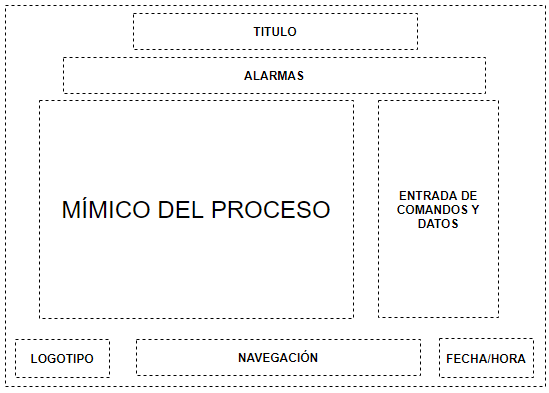 TITULO
ALARMAS
MÍMICO DEL PROCESO
ENTRADA DE
COMANDOS Y
DATOS
LOGOTIPO
NAVEGACIÓN
FECHA/HORA